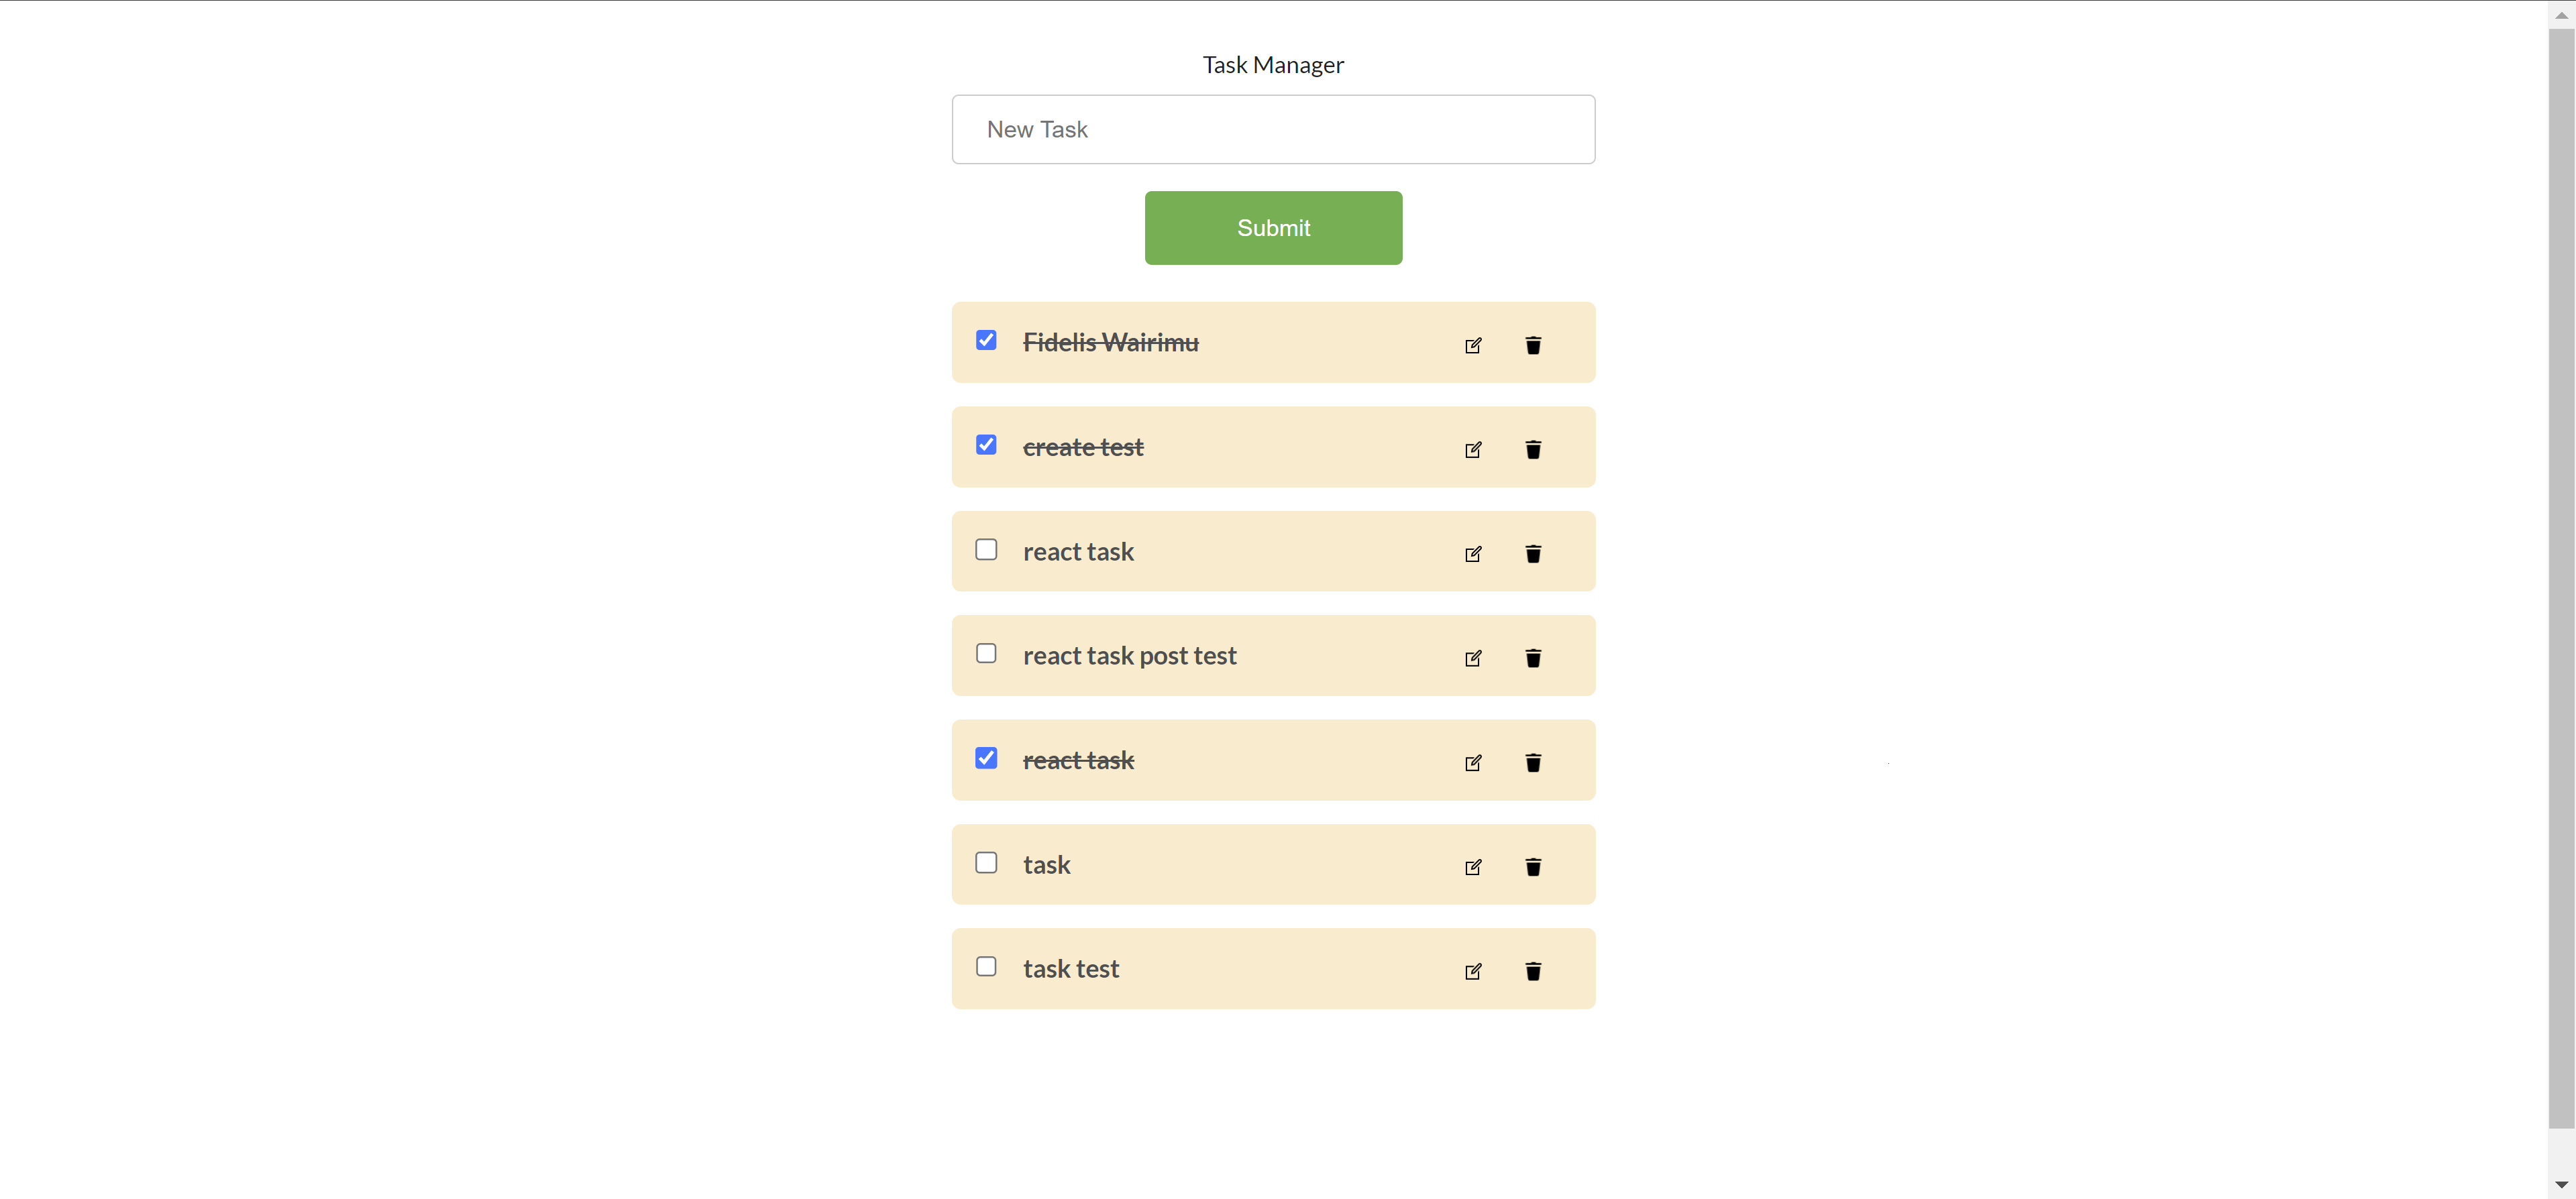 Task Manager
New Task
Submit
Fidelis Wairimu
create test
react task
react task post test
react task
task
task test